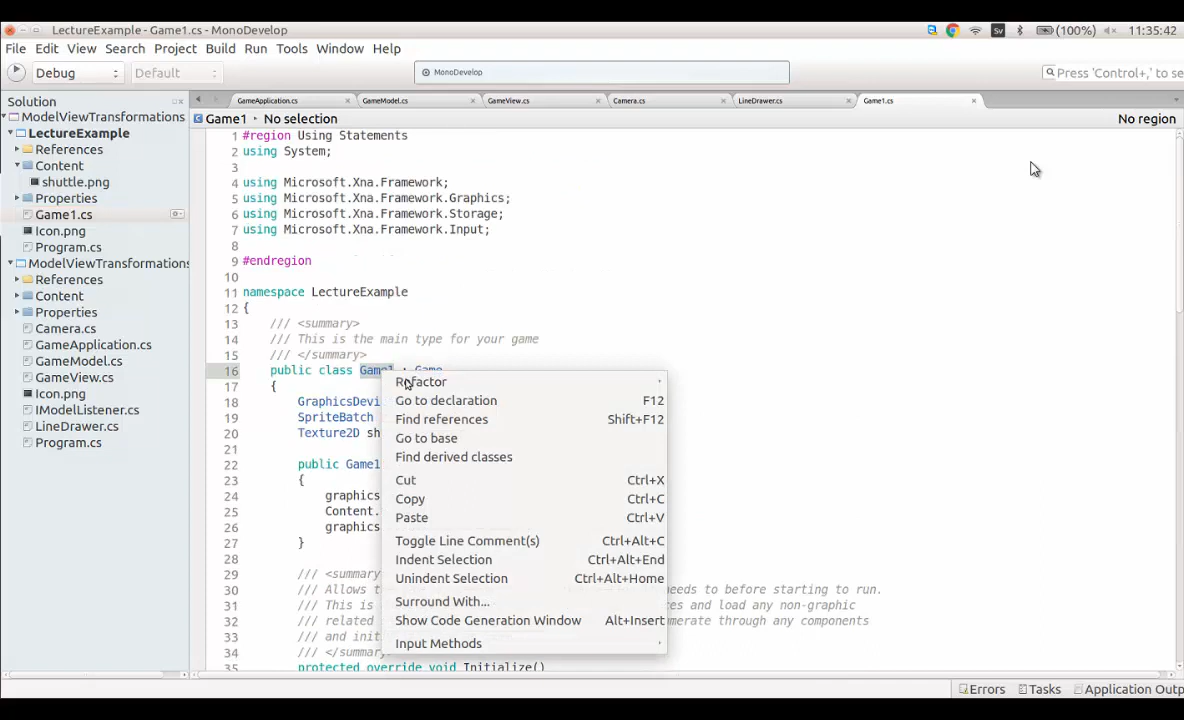 LectureExample - Game1.cs - MonoDevelop
Sv
(100%)
11:35:42
File Edit View Search Project Build Run Tools Window Help
Debug
Default
MonoDevelop
Press 'Control+,' to se
Solution
ModelViewTransformations
LectureExample
References
Content
shuttle.png
Properties
Game1.cs
Icon.png
Program.cs
ModelViewTransformations
References
Content
Properties
Camera.cs
GameApplication.cs
GameModel.cs
GameView.cs
Icon.png
IModelListener.cs
LineDrawer.cs
Program.cs
GameApplication.cs GameModel.cs GameView.cs Camera.cs LineDrawer.cs Game1.cs
Game1 No selection No region
1 #region Using Statements
2 using System;
3
4 using Microsoft.Xna.Framework;
5 using Microsoft.Xna.Framework.Graphics;
6 using Microsoft.Xna.Framework.Storage;
7 using Microsoft.Xna.Framework.Input;
8
9 #endregion
10
11 namespace LectureExample
12 {
13 /// <summary>
14 /// This is the main type for your game
15 /// </summary>
16 public class Game1 : Game
17 {
18 GraphicsDevi
19 SpriteBatch
20 Texture2D sh
21
22 public Game1
23 {
24 graphics
25 Content.
26 graphics
27 }
28
29 /// <summary
30 /// Allows t needs to before starting to run.
31 /// This is es and load any non-graphic
32 /// related merate through any components
33 /// and init
34 /// </summar
35 protected override void Initialize()
Refactor
Go to declaration F12
Find references Shift+F12
Go to base
Find derived classes
Cut Ctrl+X
Copy Ctrl+C
Paste Ctrl+V
Toggle Line Comment(s) Ctrl+Alt+C
Indent Selection Ctrl+Alt+End
Unindent Selection Ctrl+Alt+Home
Surround With...
Show Code Generation Window Alt+Insert
Input Methods
Errors Tasks Application Outp